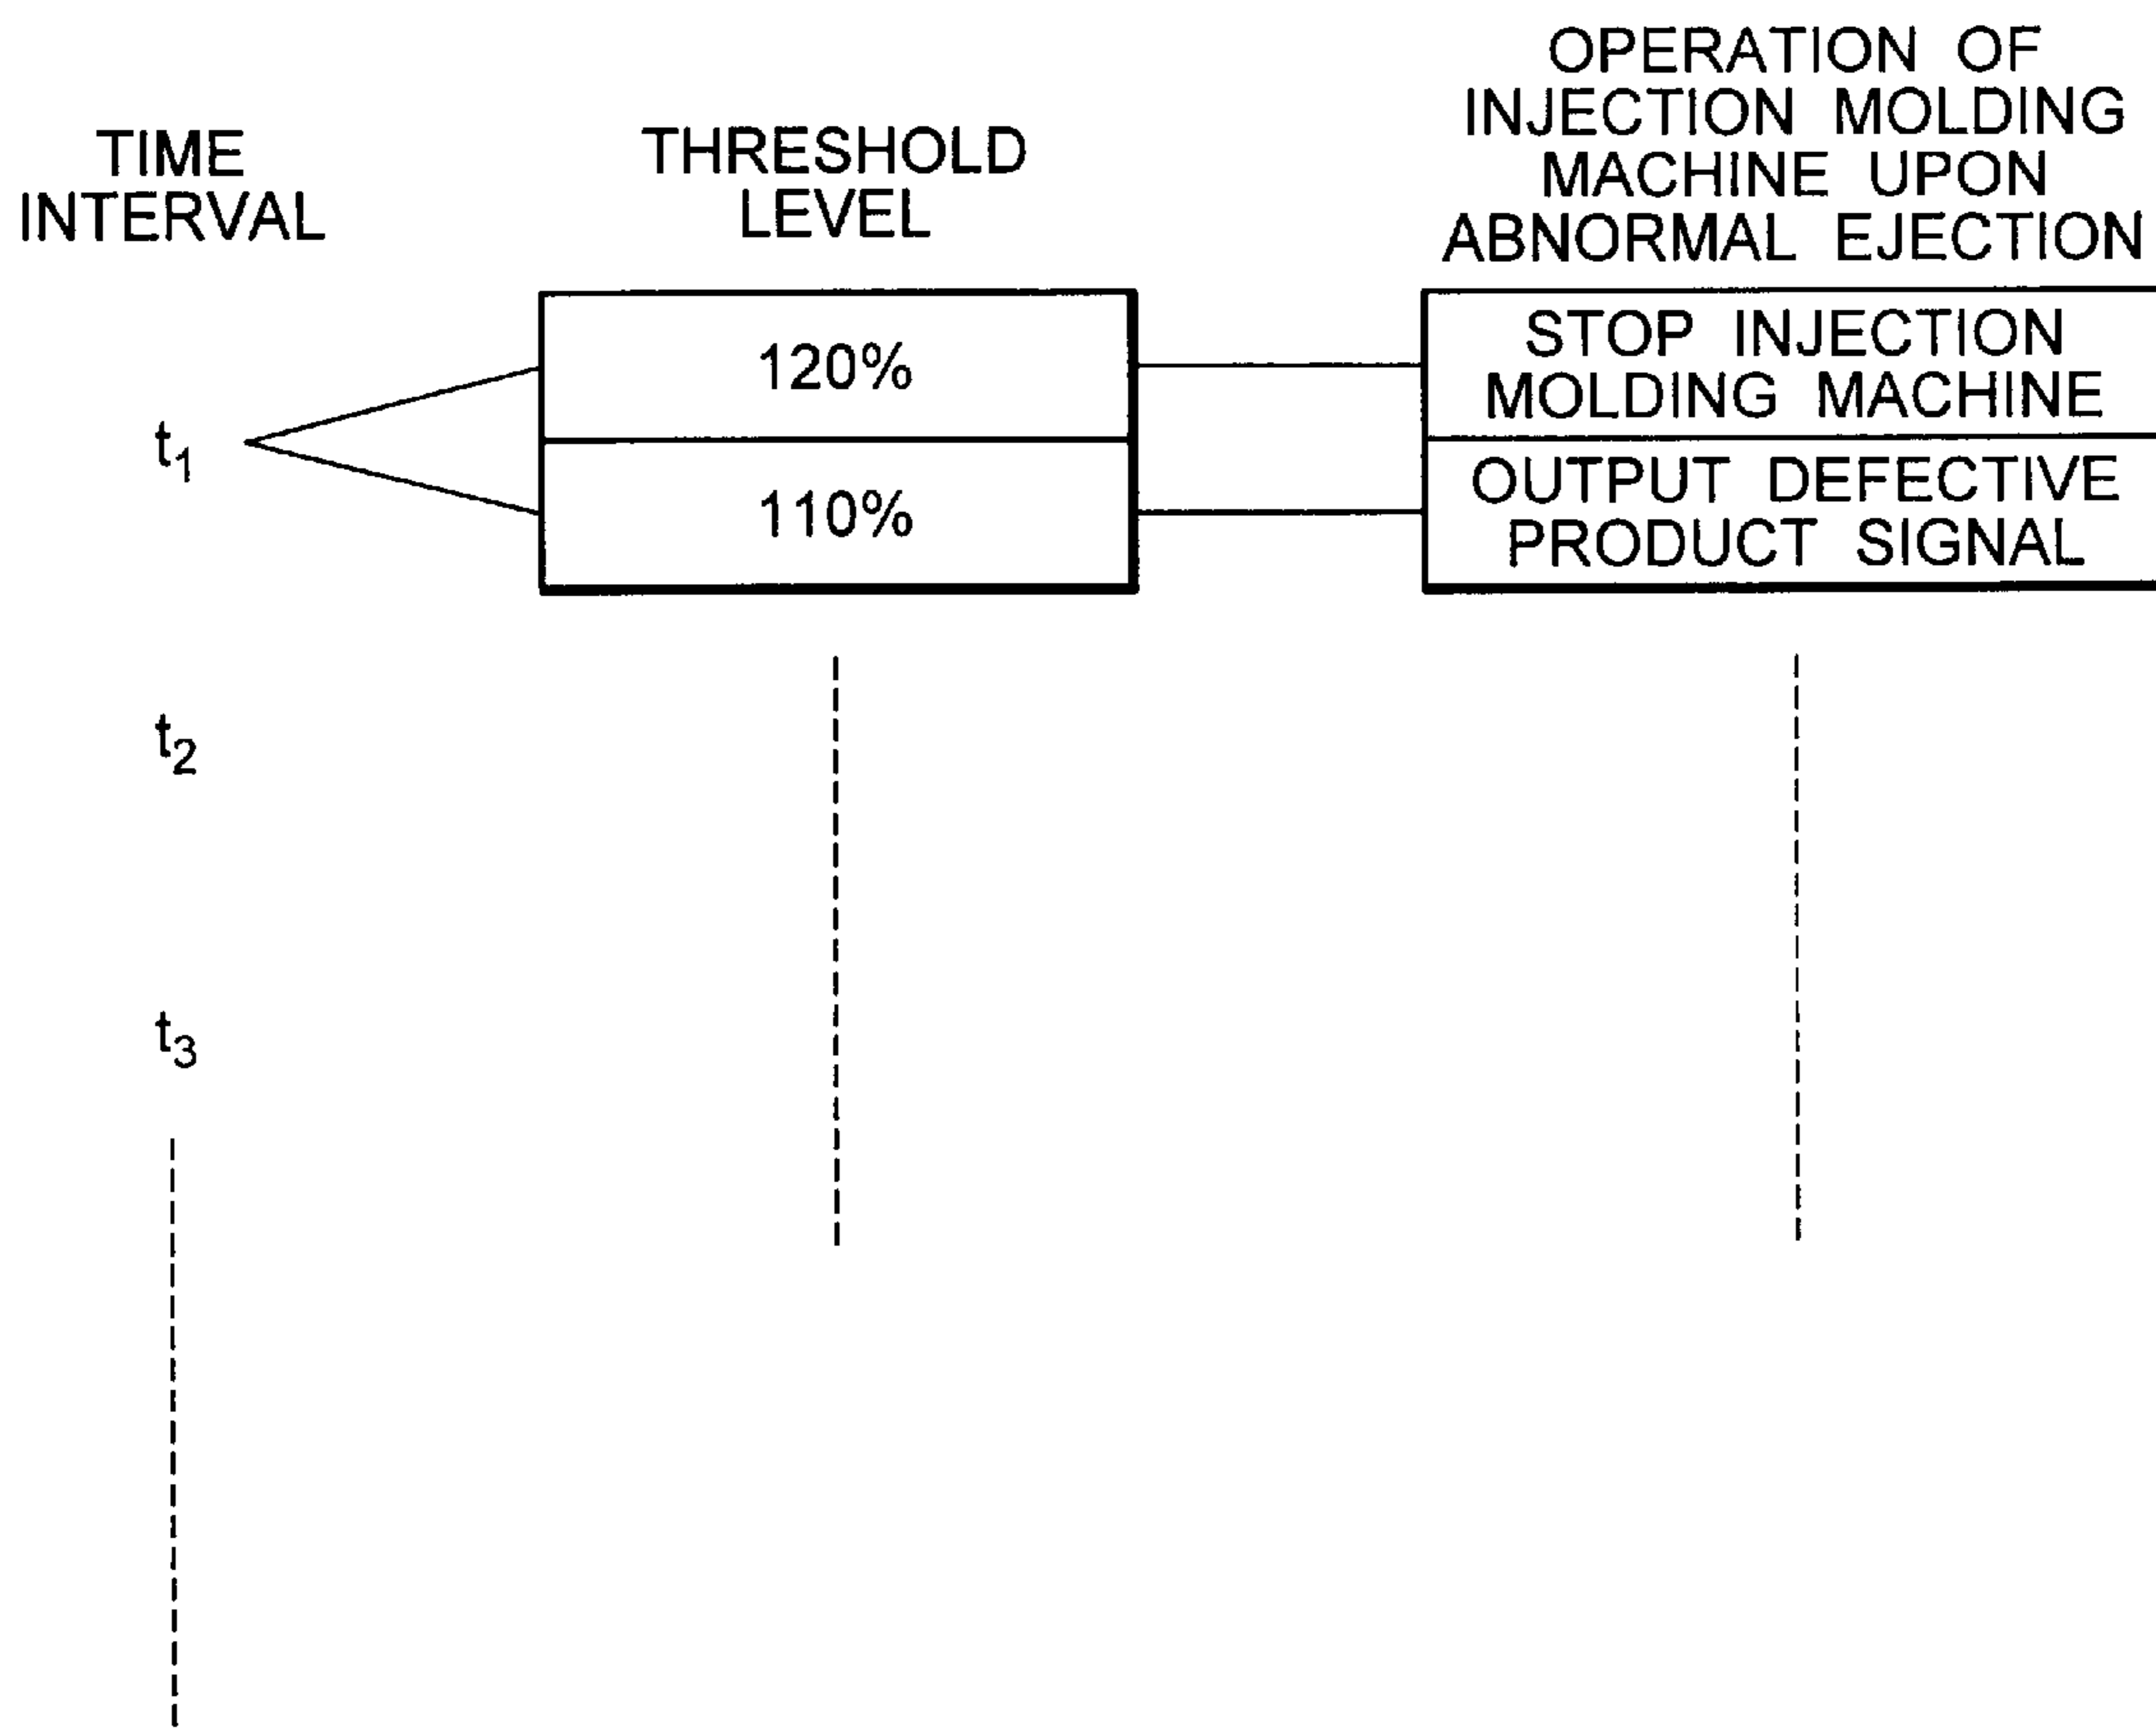 TIME
INTERVAL
THRESHOLD
LEVEL
OPERATION OF
INJECTION MOLDING
MACHINE UPON
ABNORMAL EJECTION
t₁
120%
110%
STOP INJECTION
MOLDING MACHINE
OUTPUT DEFECTIVE
PRODUCT SIGNAL
t₂
t₃